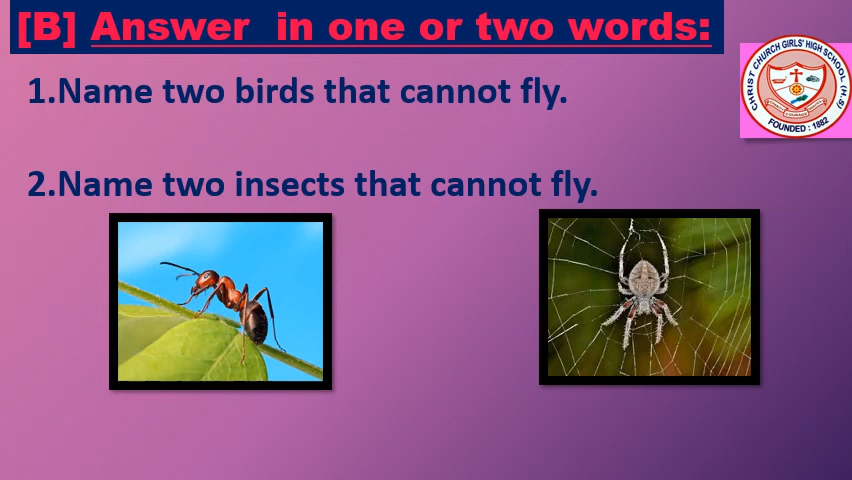 [B] Answer  in one or two words:
1.Name two birds that cannot fly.
CHRIST CHURCH GIRLS' HIGH SCHOOL (H.S)
FOUNDED : 1882
2.Name two insects that cannot fly.